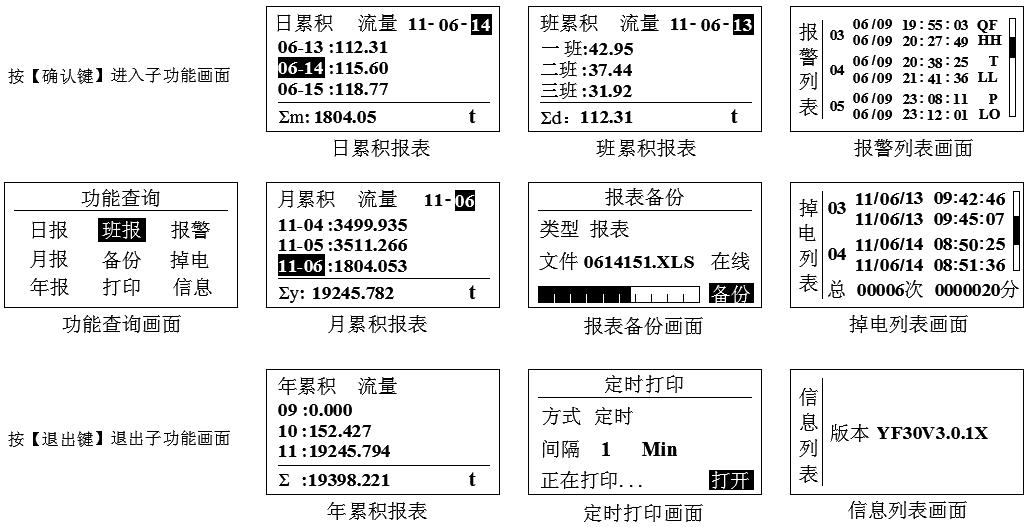 按【确认键】进入子功能画面
日累积 流量 11-06-14
06-13 :112.31
06-14 :115.60
06-15 :118.77
Σm: 1804.05 t
日累积报表
班累积 流量 11-06-13
一班:42.95
二班:37.44
三班:31.92
Σd: 112.31 t
班累积报表
报警列表
03 06/09 19:55:03 QF
06/09 20:27:49 HH
04 06/09 20:38:25 T
06/09 21:41:36 LL
05 06/09 23:08:11 P
06/09 23:12:01 LO
报警列表画面
功能查询
日报 班报 报警
月报 备份 掉电
年报 打印 信息
功能查询画面
月累积 流量 11-06
11-04 :3499.935
11-05 :3511.266
11-06 :1804.053
Σy: 19245.782 t
月累积报表
报表备份
类型 报表
文件 0614151.XLS 在线
备份
报表备份画面
掉电列表
03 11/06/13 09:42:46
11/06/13 09:45:07
04 11/06/14 08:50:25
11/06/14 08:51:36
总 00006次 0000020分
掉电列表画面
按【退出键】退出子功能画面
年累积 流量
09 :0.000
10 :152.427
11 :19245.794
Σ :19398.221 t
年累积报表
定时打印
方式 定时
间隔 1 Min
正在打印... 打开
定时打印画面
信息列表
版本 YF30V3.0.1X
信息列表画面